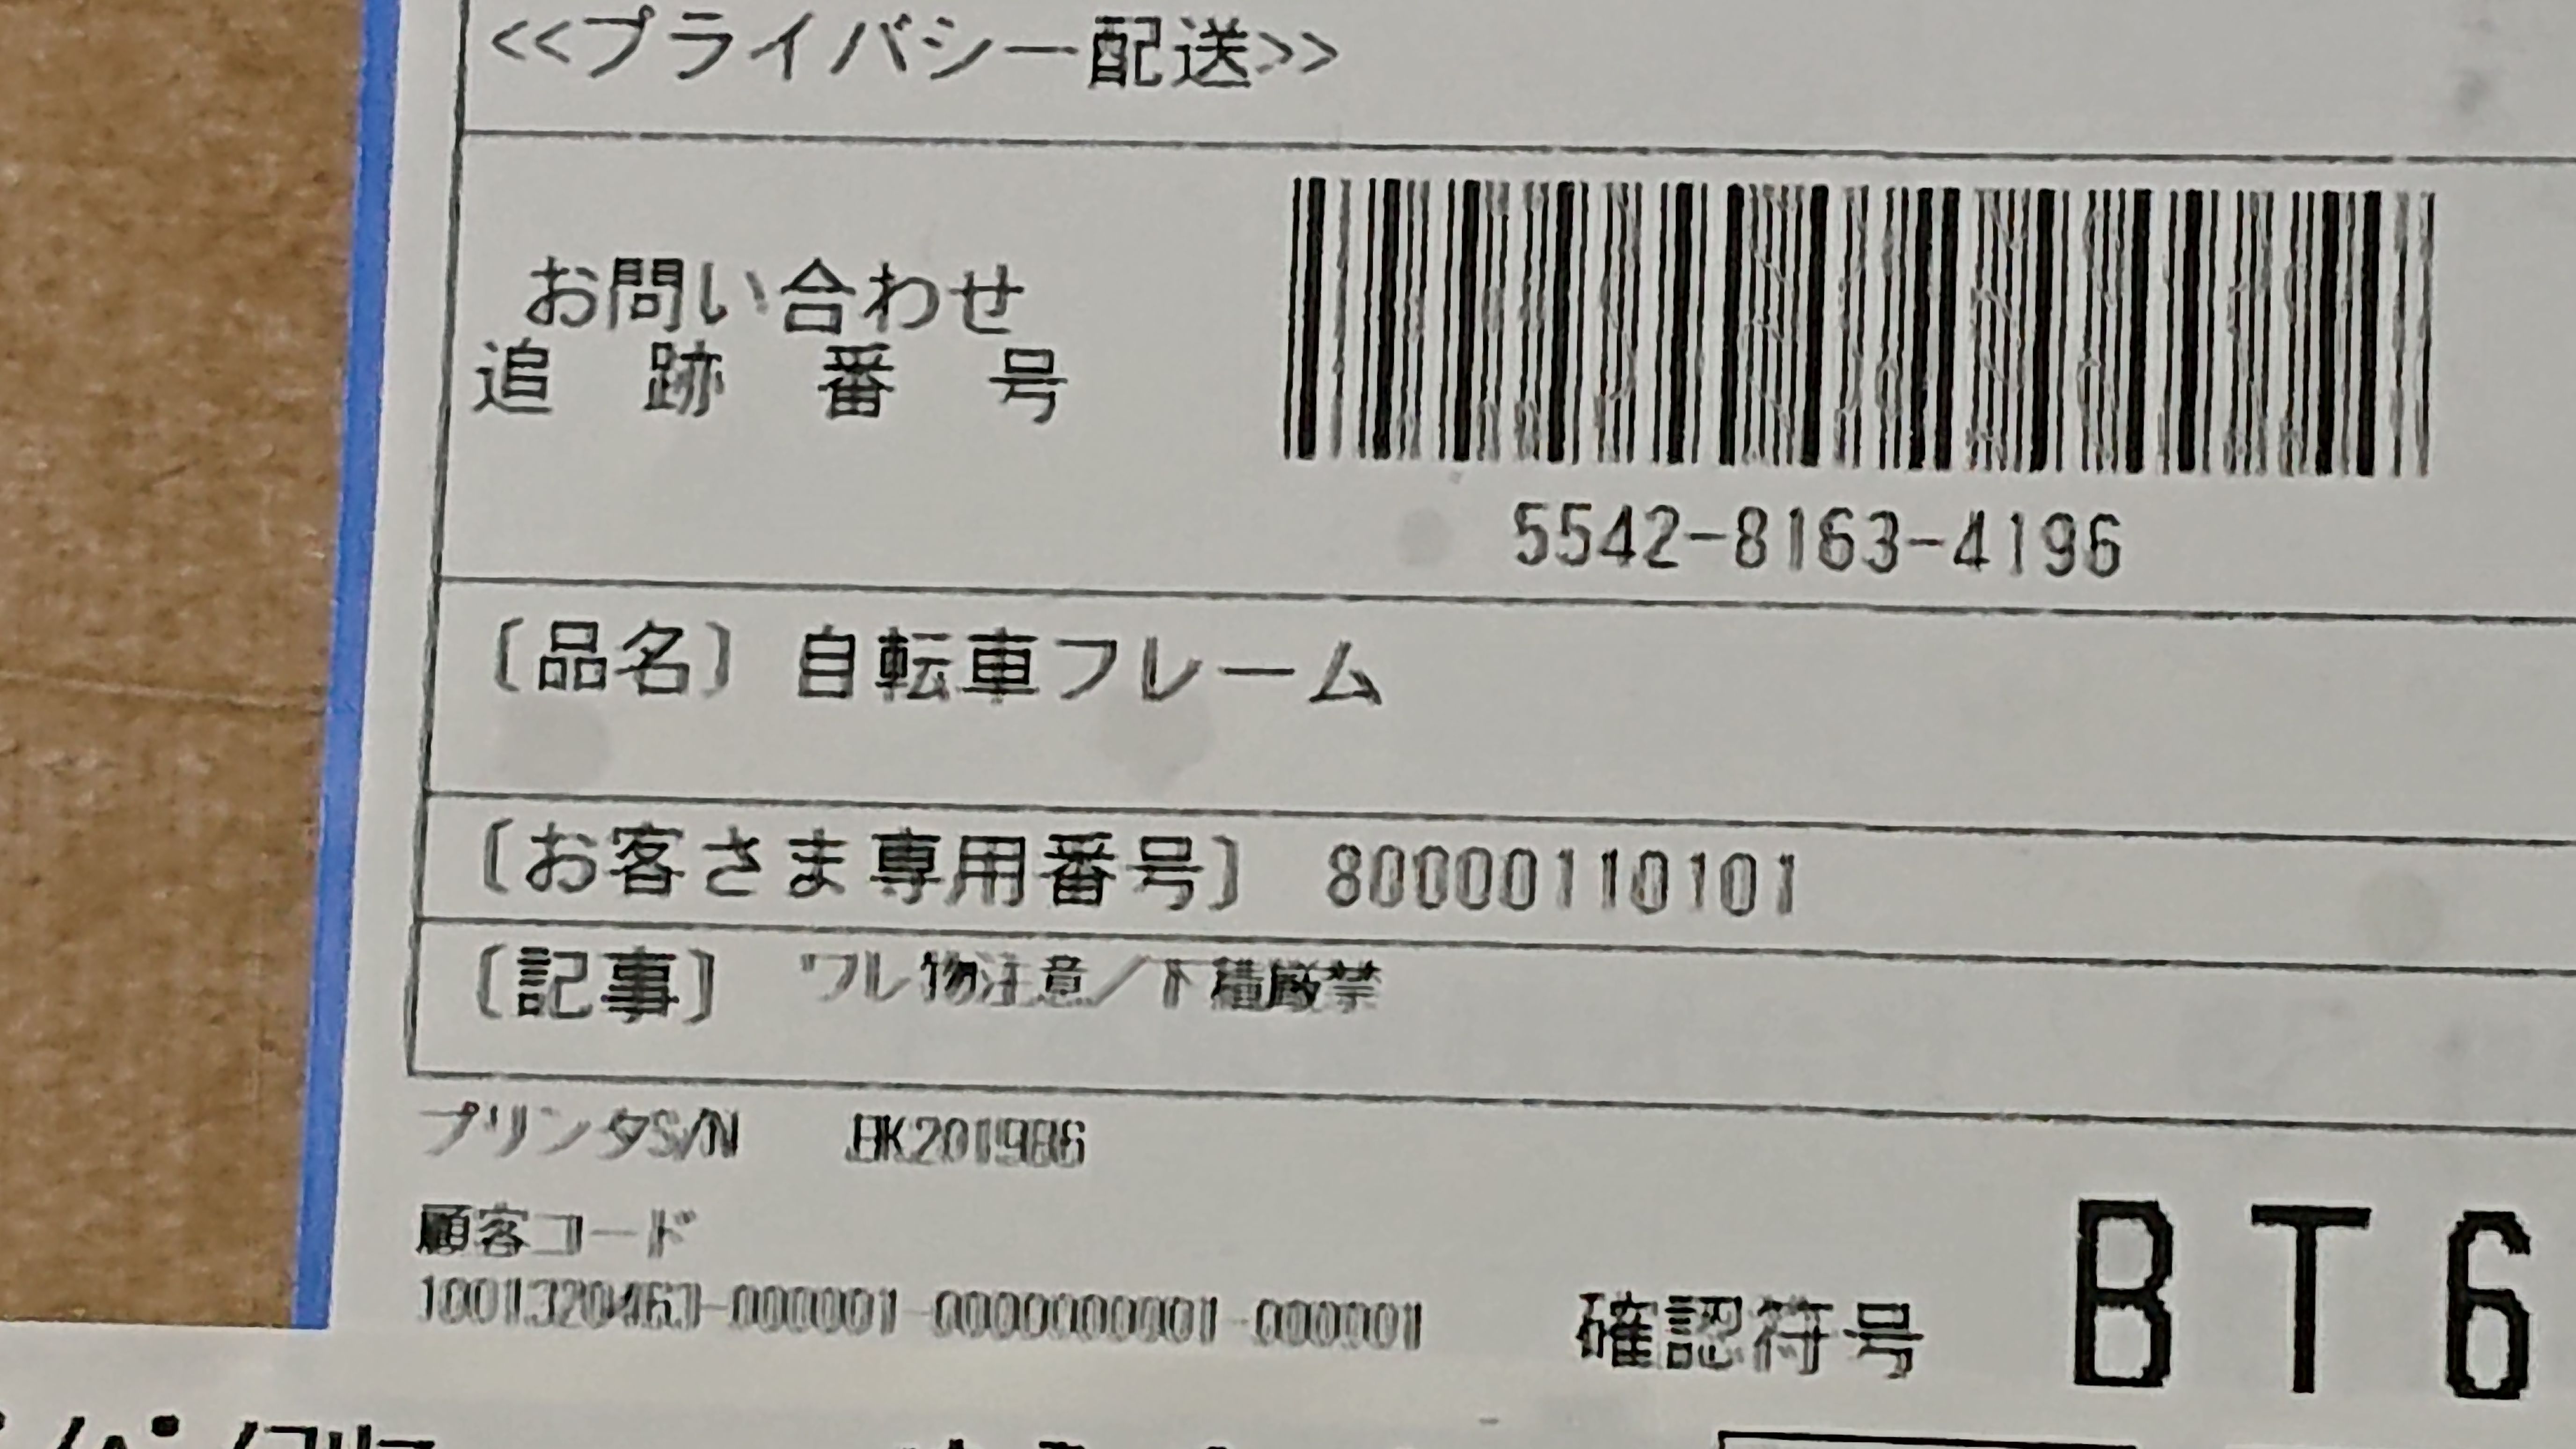 <<プライバシー配送>>
お問い合わせ
追跡番号
5542-8163-4196
〔品名〕 自転車フレーム
〔お客さま専用番号〕 80000110101
〔記事〕 ワレ物注意／下積厳禁
プリンタS/N
顧客コード
1001320463-000001-0000000001-000001
確認符号 BT6